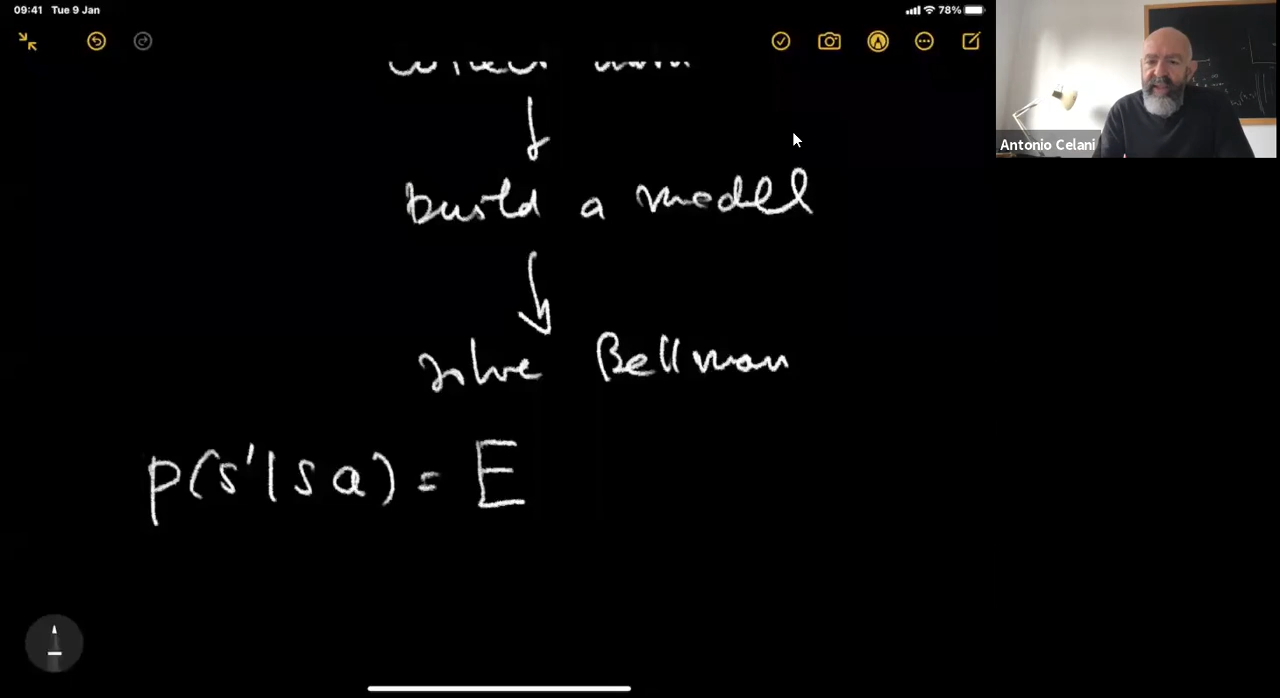 09:41 Tue 9 Jan
78%
Antonio Celani
build a model
solve Bellman
p(s'|s a) = E